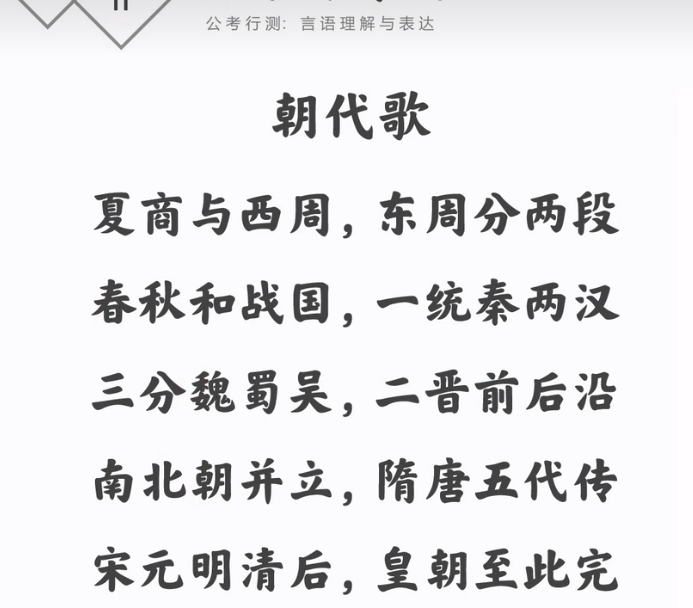 公考行测: 言语理解与表达
朝代歌
夏商与西周, 东周分两段
春秋和战国, 一统秦两汉
三分魏蜀吴, 二晋前后沿
南北朝并立, 隋唐五代传
宋元明清后, 皇朝至此完